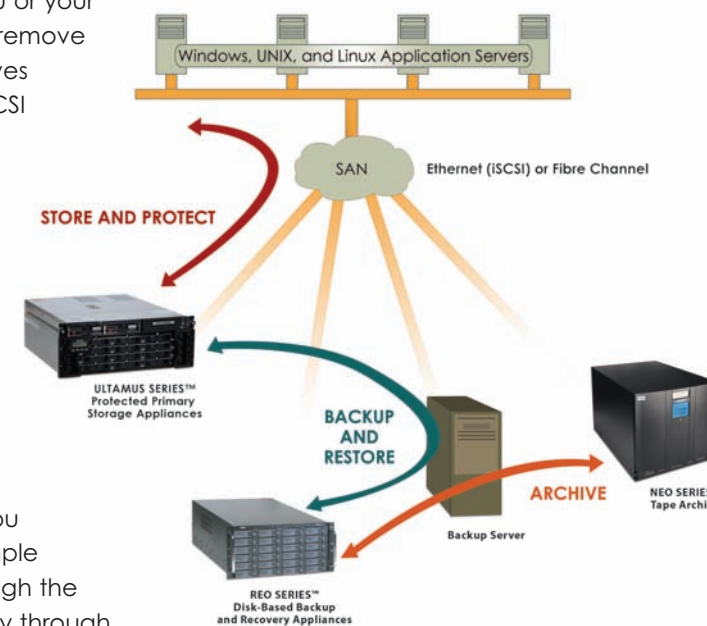 u or your
remove
ves
CSI
Windows, UNIX, and Linux Application Servers
SAN
Ethernet (iSCSI) or Fibre Channel
STORE AND PROTECT
ULTAMUS SERIES™
Protected Primary
Storage Appliances
BACKUP
AND
RESTORE
ARCHIVE
NEO SERIES
Tape Archi
Backup Server
ou
mple
gh the
y through
REO SERIES™
Disk-Based Backup
and Recovery Appliances